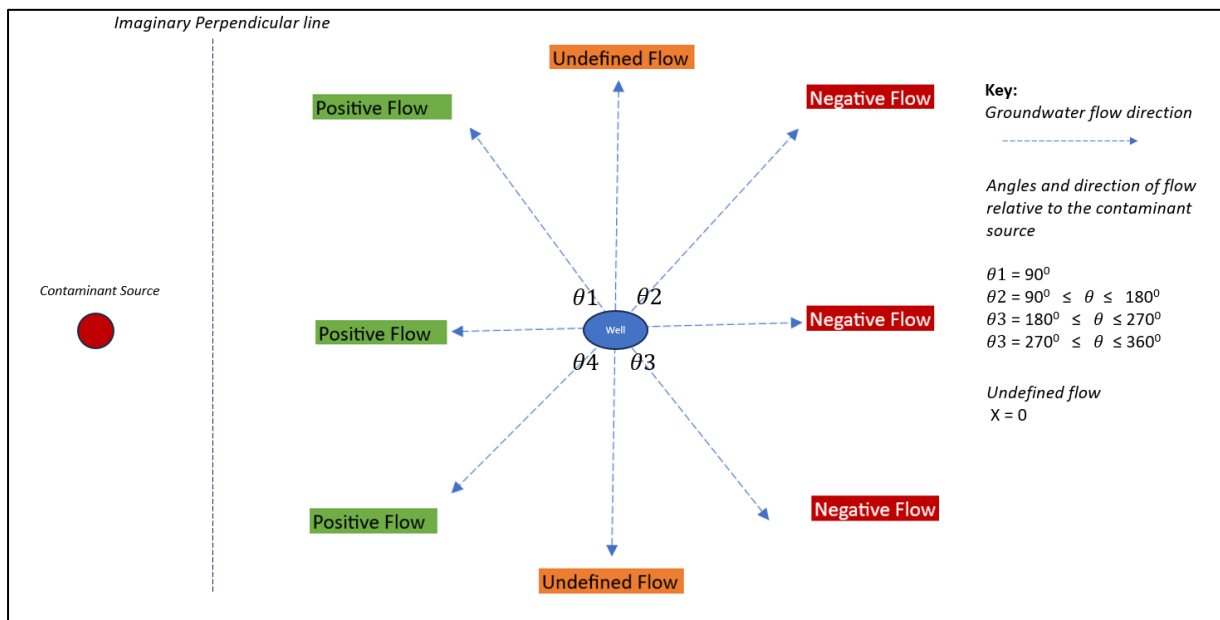 Imaginary Perpendicular line
Undefined Flow
Positive Flow
Negative Flow
Key:
Groundwater flow direction
Angles and direction of flow
relative to the contaminant
source
Contaminant Source
θ1 θ2
θ1 = 90⁰
θ2 = 90⁰ ≤ θ ≤ 180⁰
θ3 = 180⁰ ≤ θ ≤ 270⁰
θ3 = 270⁰ ≤ θ ≤ 360⁰
Positive Flow
Well
Negative Flow
θ4 θ3
Undefined flow
X = 0
Positive Flow
Negative Flow
Undefined Flow